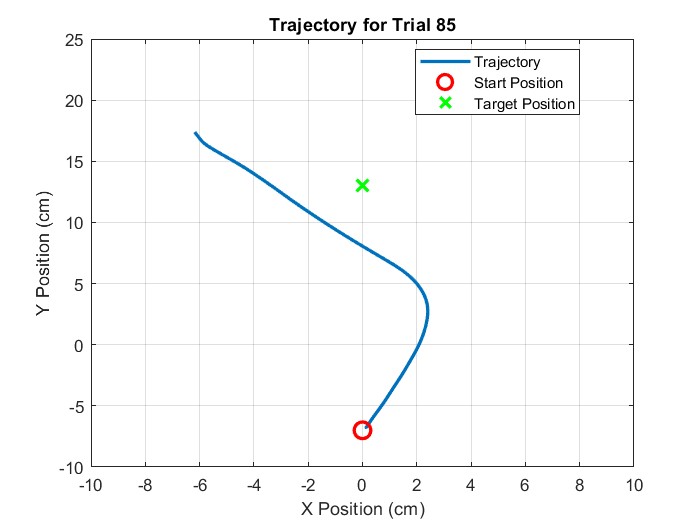 Trajectory for Trial 85
25
20
15
10
5
0
-5
-10
Y Position (cm)
Trajectory
Start Position
Target Position
-10 -8 -6 -4 -2 0 2 4 6 8 10
X Position (cm)